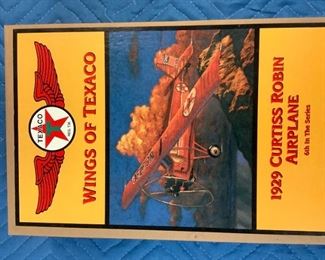 TEXACO
WINGS OF TEXACO
1929 CURTISS ROBIN
AIRPLANE
6th In The Series